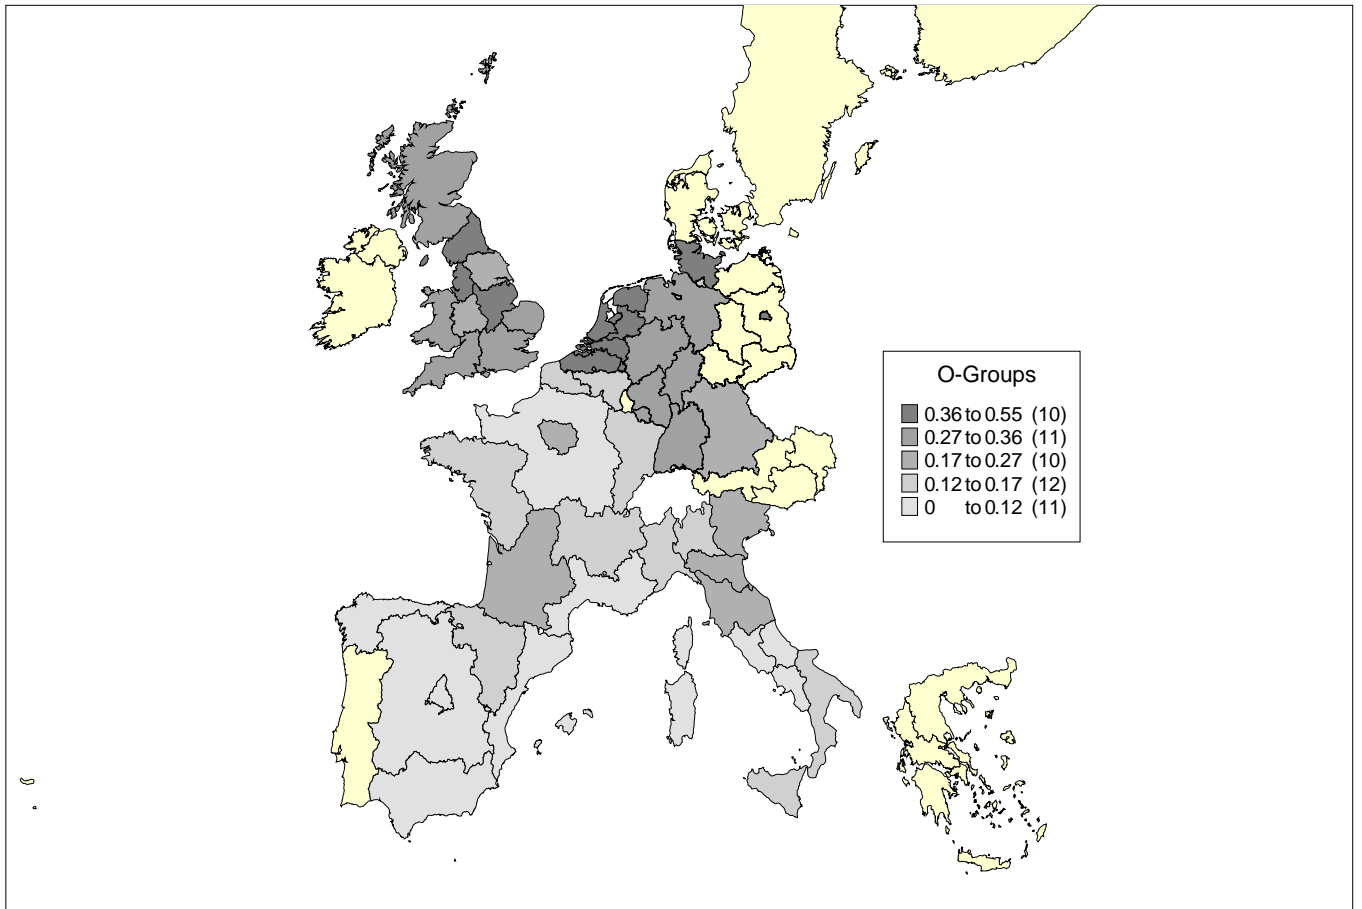 O-Groups
0.36 to 0.55 (10)
0.27 to 0.36 (11)
0.17 to 0.27 (10)
0.12 to 0.17 (12)
0 to 0.12 (11)